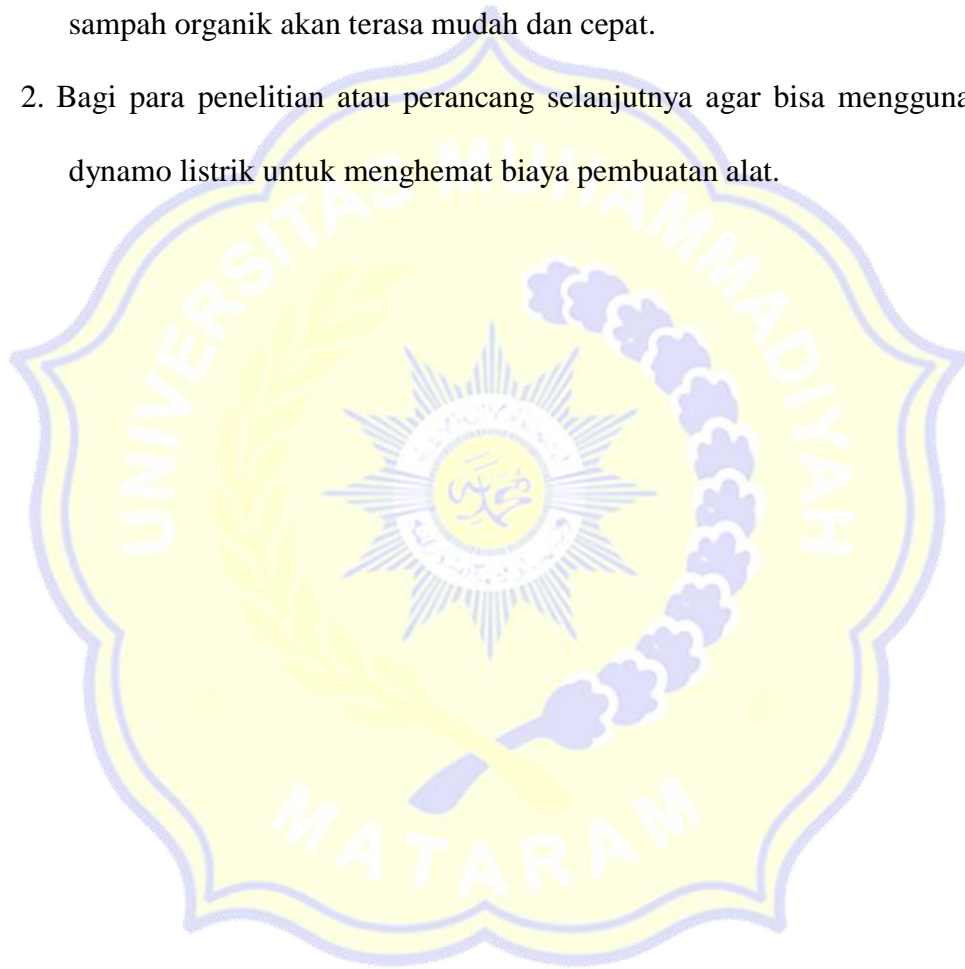 sampah organik akan terasa mudah dan cepat.
2. Bagi para penelitian atau perancang selanjutnya agar bisa mengguna
dynamo listrik untuk menghemat biaya pembuatan alat.
UNIVERSITAS MUHAMMADIYAH
MATARAM